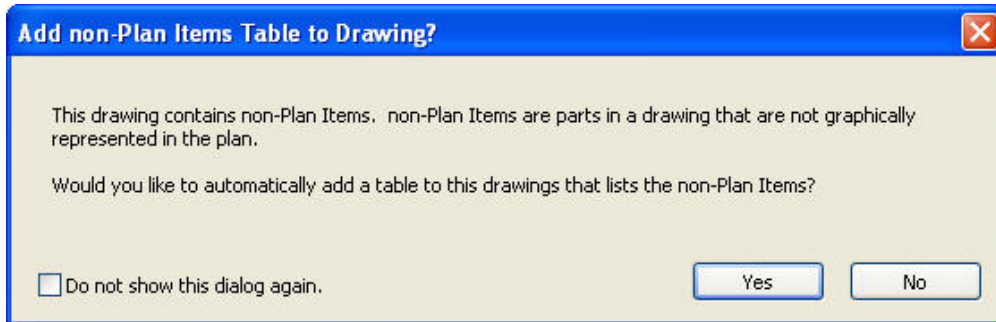 Add non-Plan Items Table to Drawing?
This drawing contains non-Plan Items. non-Plan Items are parts in a drawing that are not graphically
represented in the plan.
Would you like to automatically add a table to this drawings that lists the non-Plan Items?
Do not show this dialog again.
Yes
No